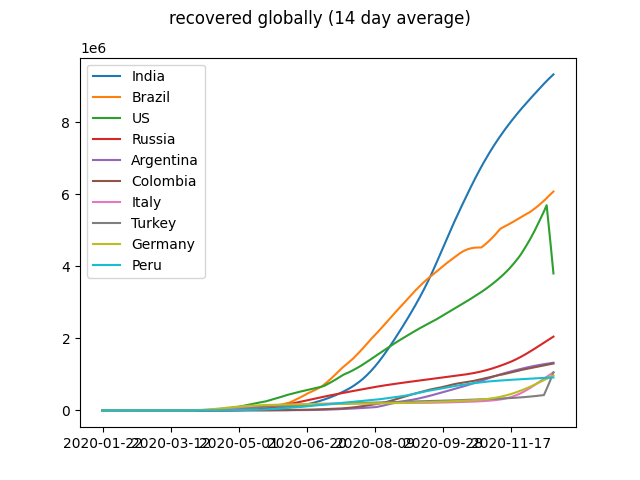 recovered globally (14 day average)
1e6
India
Brazil
US
Russia
Argentina
Colombia
Italy
Turkey
Germany
Peru
8
6
4
2
0
2020-01-22 2020-03-12 2020-05-01 2020-06-20 2020-08-09 2020-09-28 2020-11-17